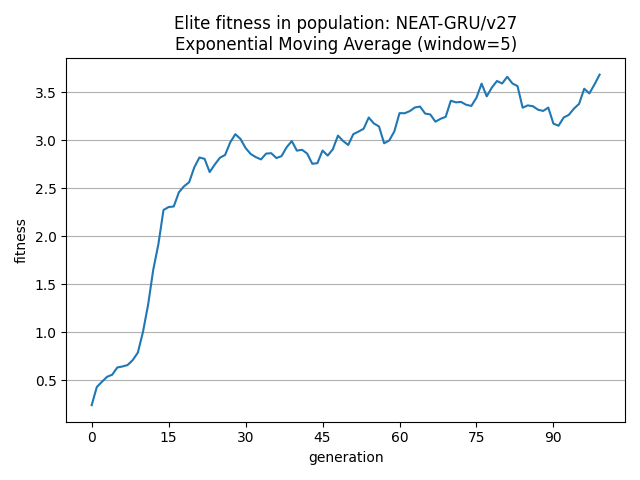 Elite fitness in population: NEAT-GRU/v27
Exponential Moving Average (window=5)
fitness
3.5
3.0
2.5
2.0
1.5
1.0
0.5
0 15 30 45 60 75 90
generation